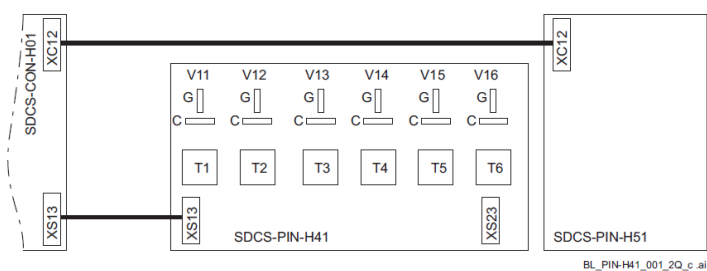 SDCS-CON-H01
XC12
XC12
V11 V12 V13 V14 V15 V16
G G G G G G
C C C C C C
T1 T2 T3 T4 T5 T6
XS13
XS13
XS23
SDCS-PIN-H41
SDCS-PIN-H51
BL_PIN-H41_001_2Q_c .ai